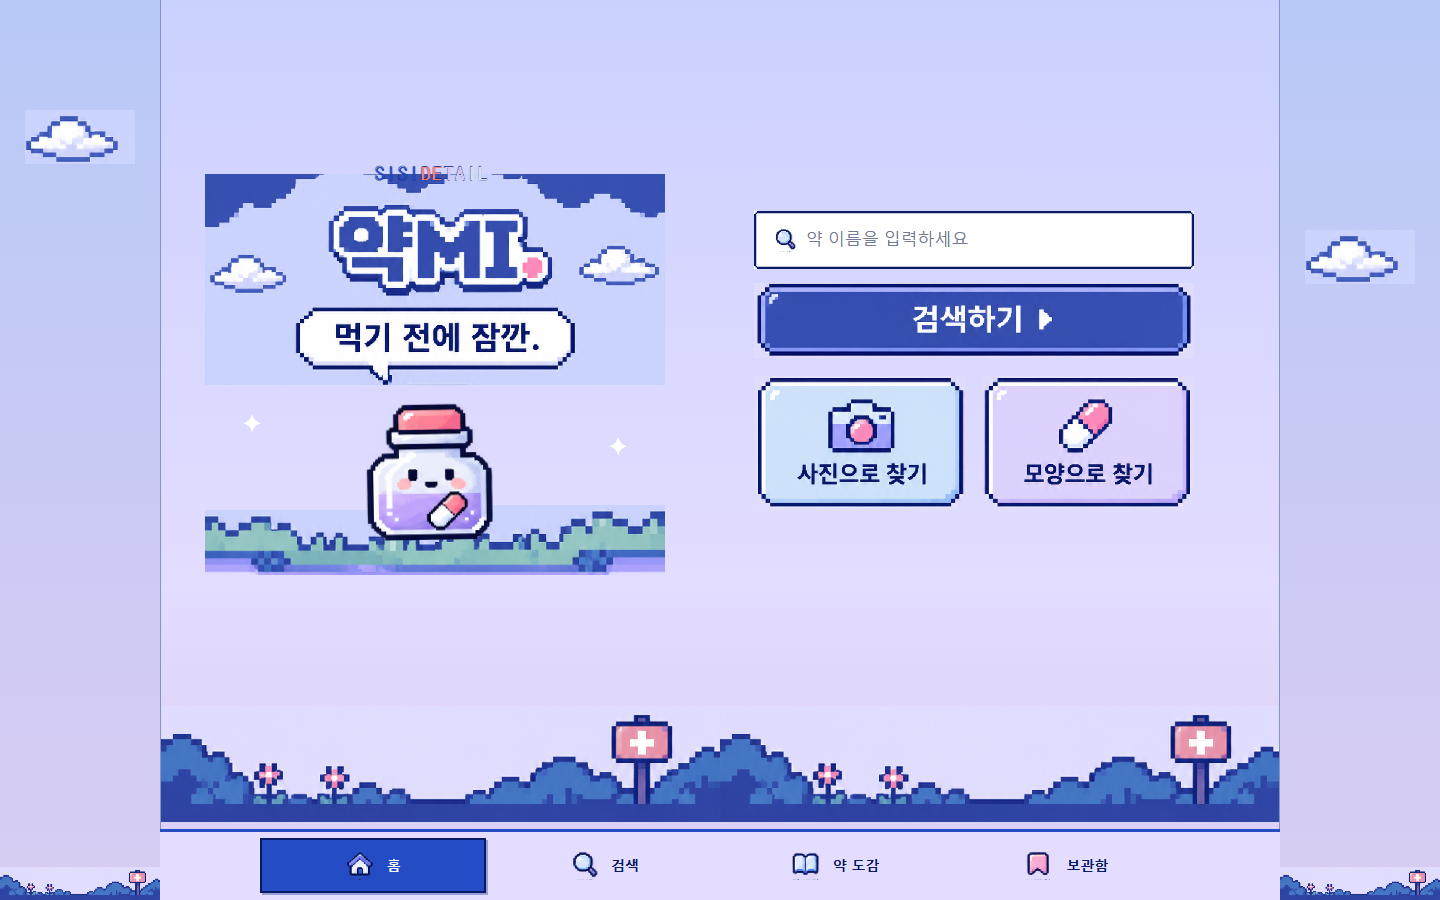 SISIDETAIL
약MI.
먹기 전에 잠깐.
약 이름을 입력하세요
검색하기
사진으로 찾기
모양으로 찾기
홈
검색
약 도감
보관함